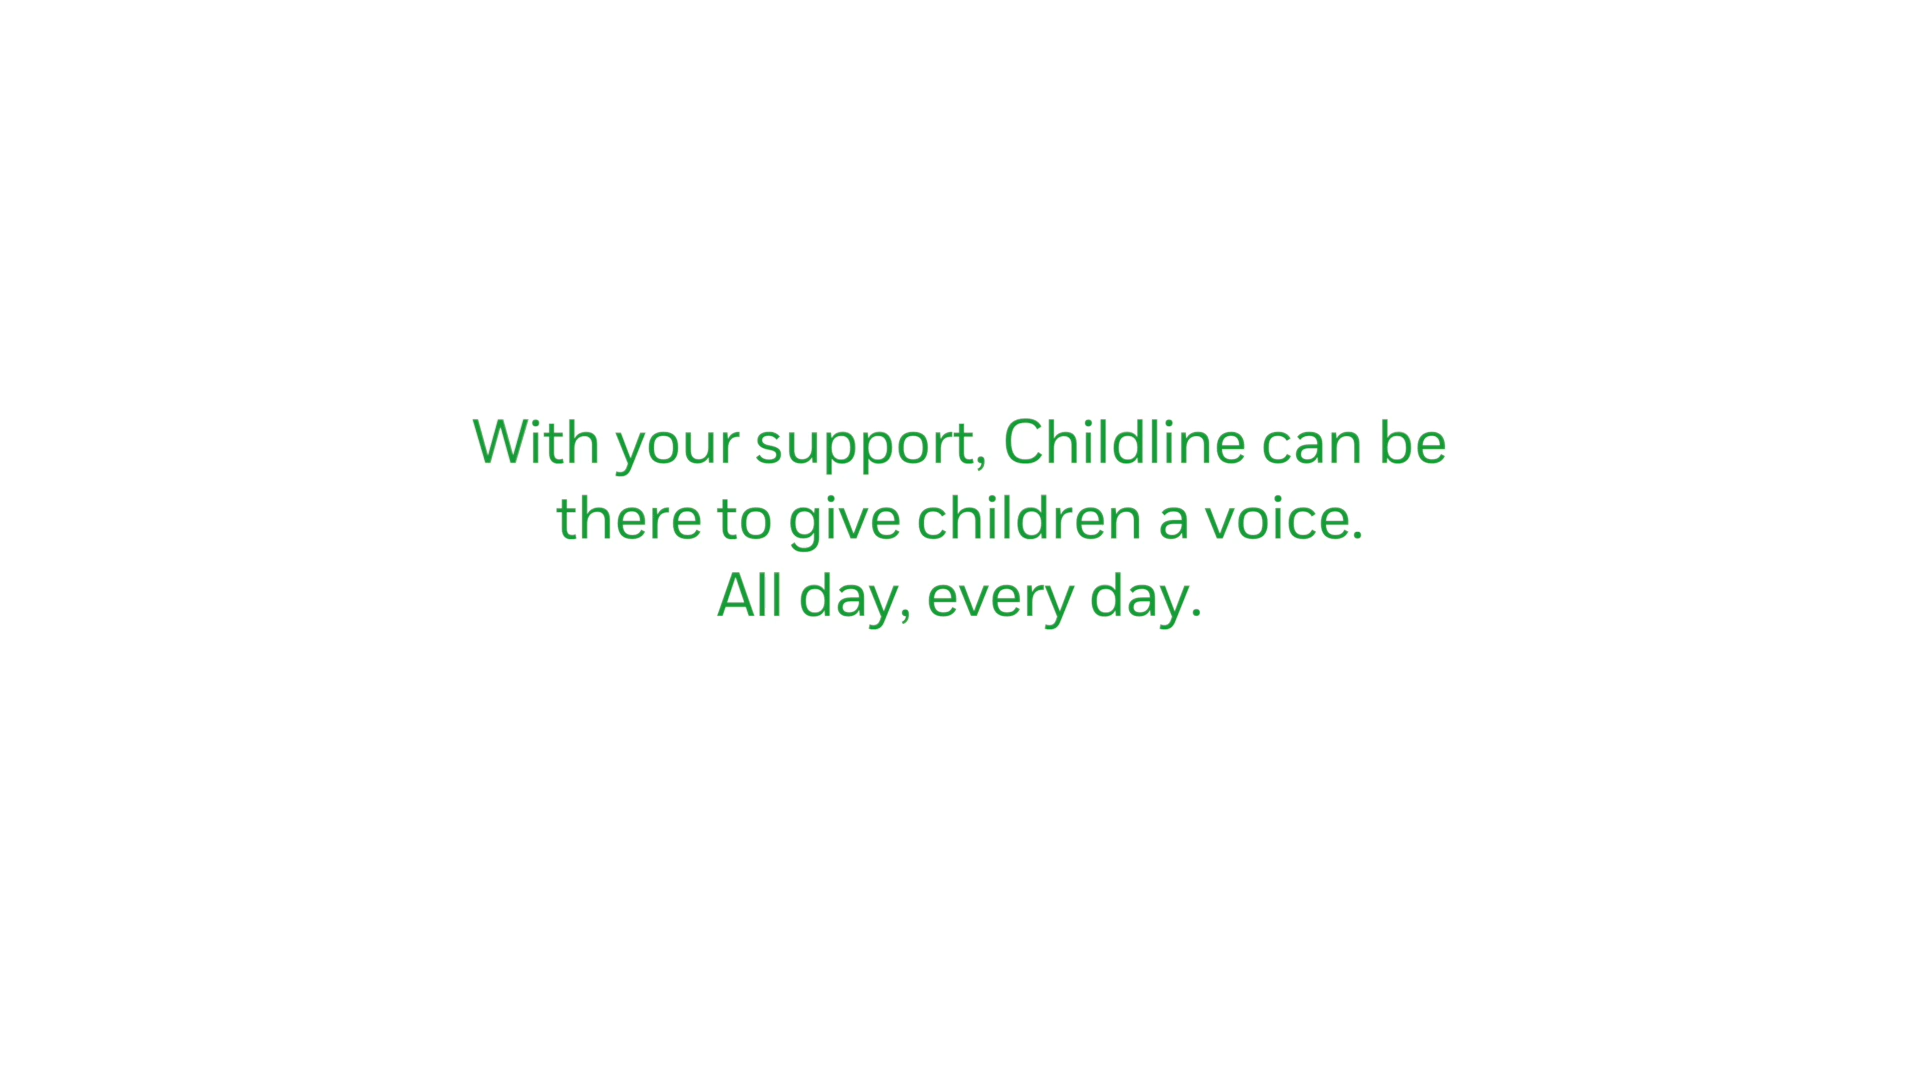 With your support, Childline can be
there to give children a voice.
All day, every day.